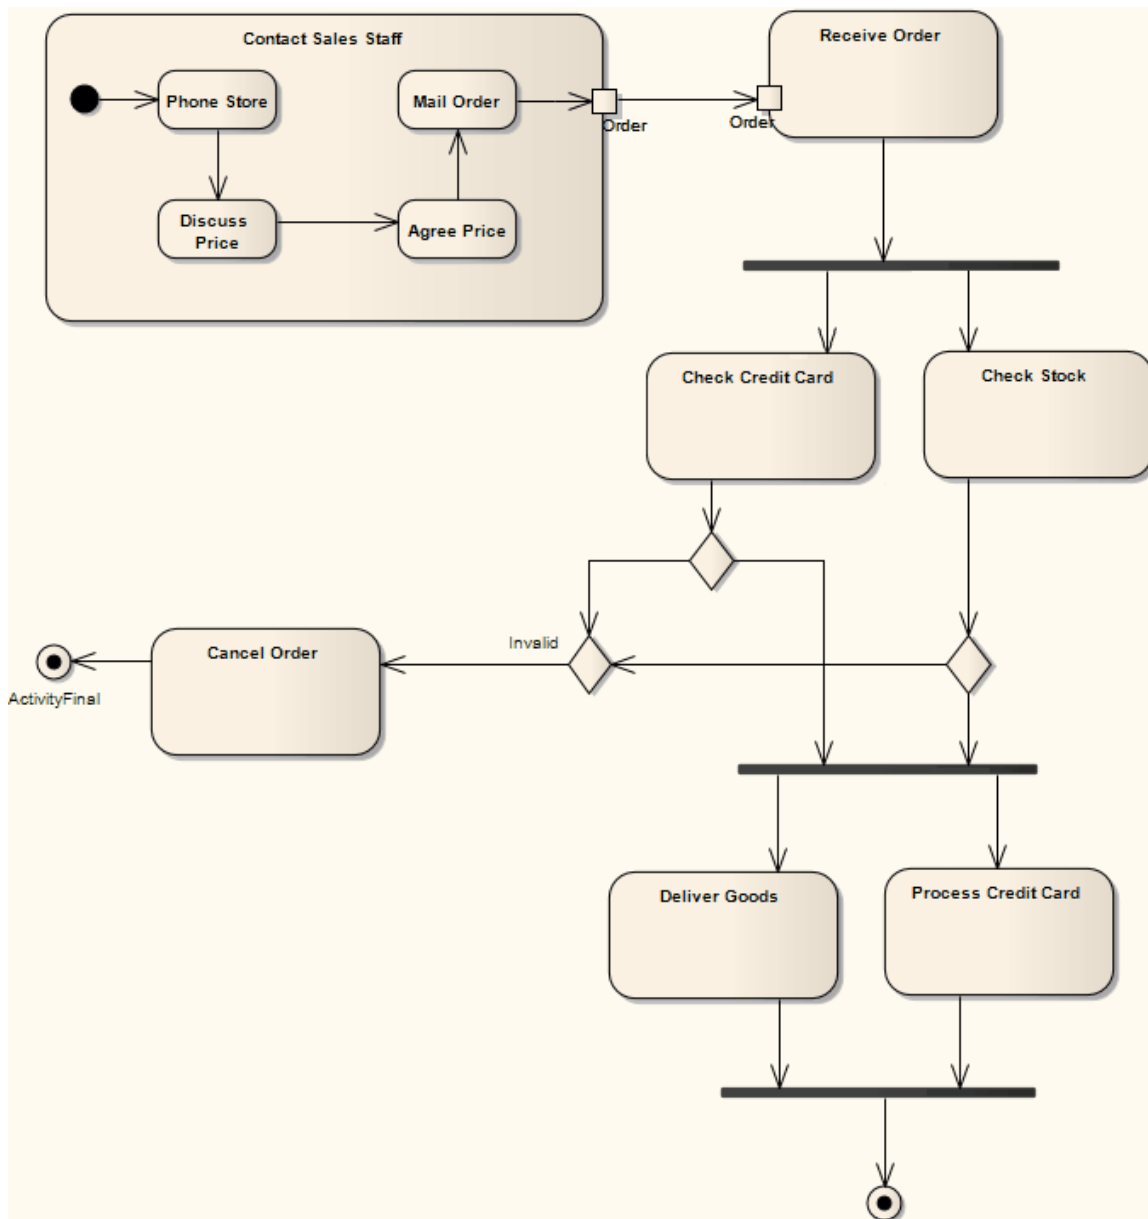 Contact Sales Staff
Receive Order
Phone Store
Mail Order
Order
Order
Discuss
Price
Agree Price
Check Credit Card
Check Stock
Invalid
Cancel Order
ActivityFinal
Deliver Goods
Process Credit Card